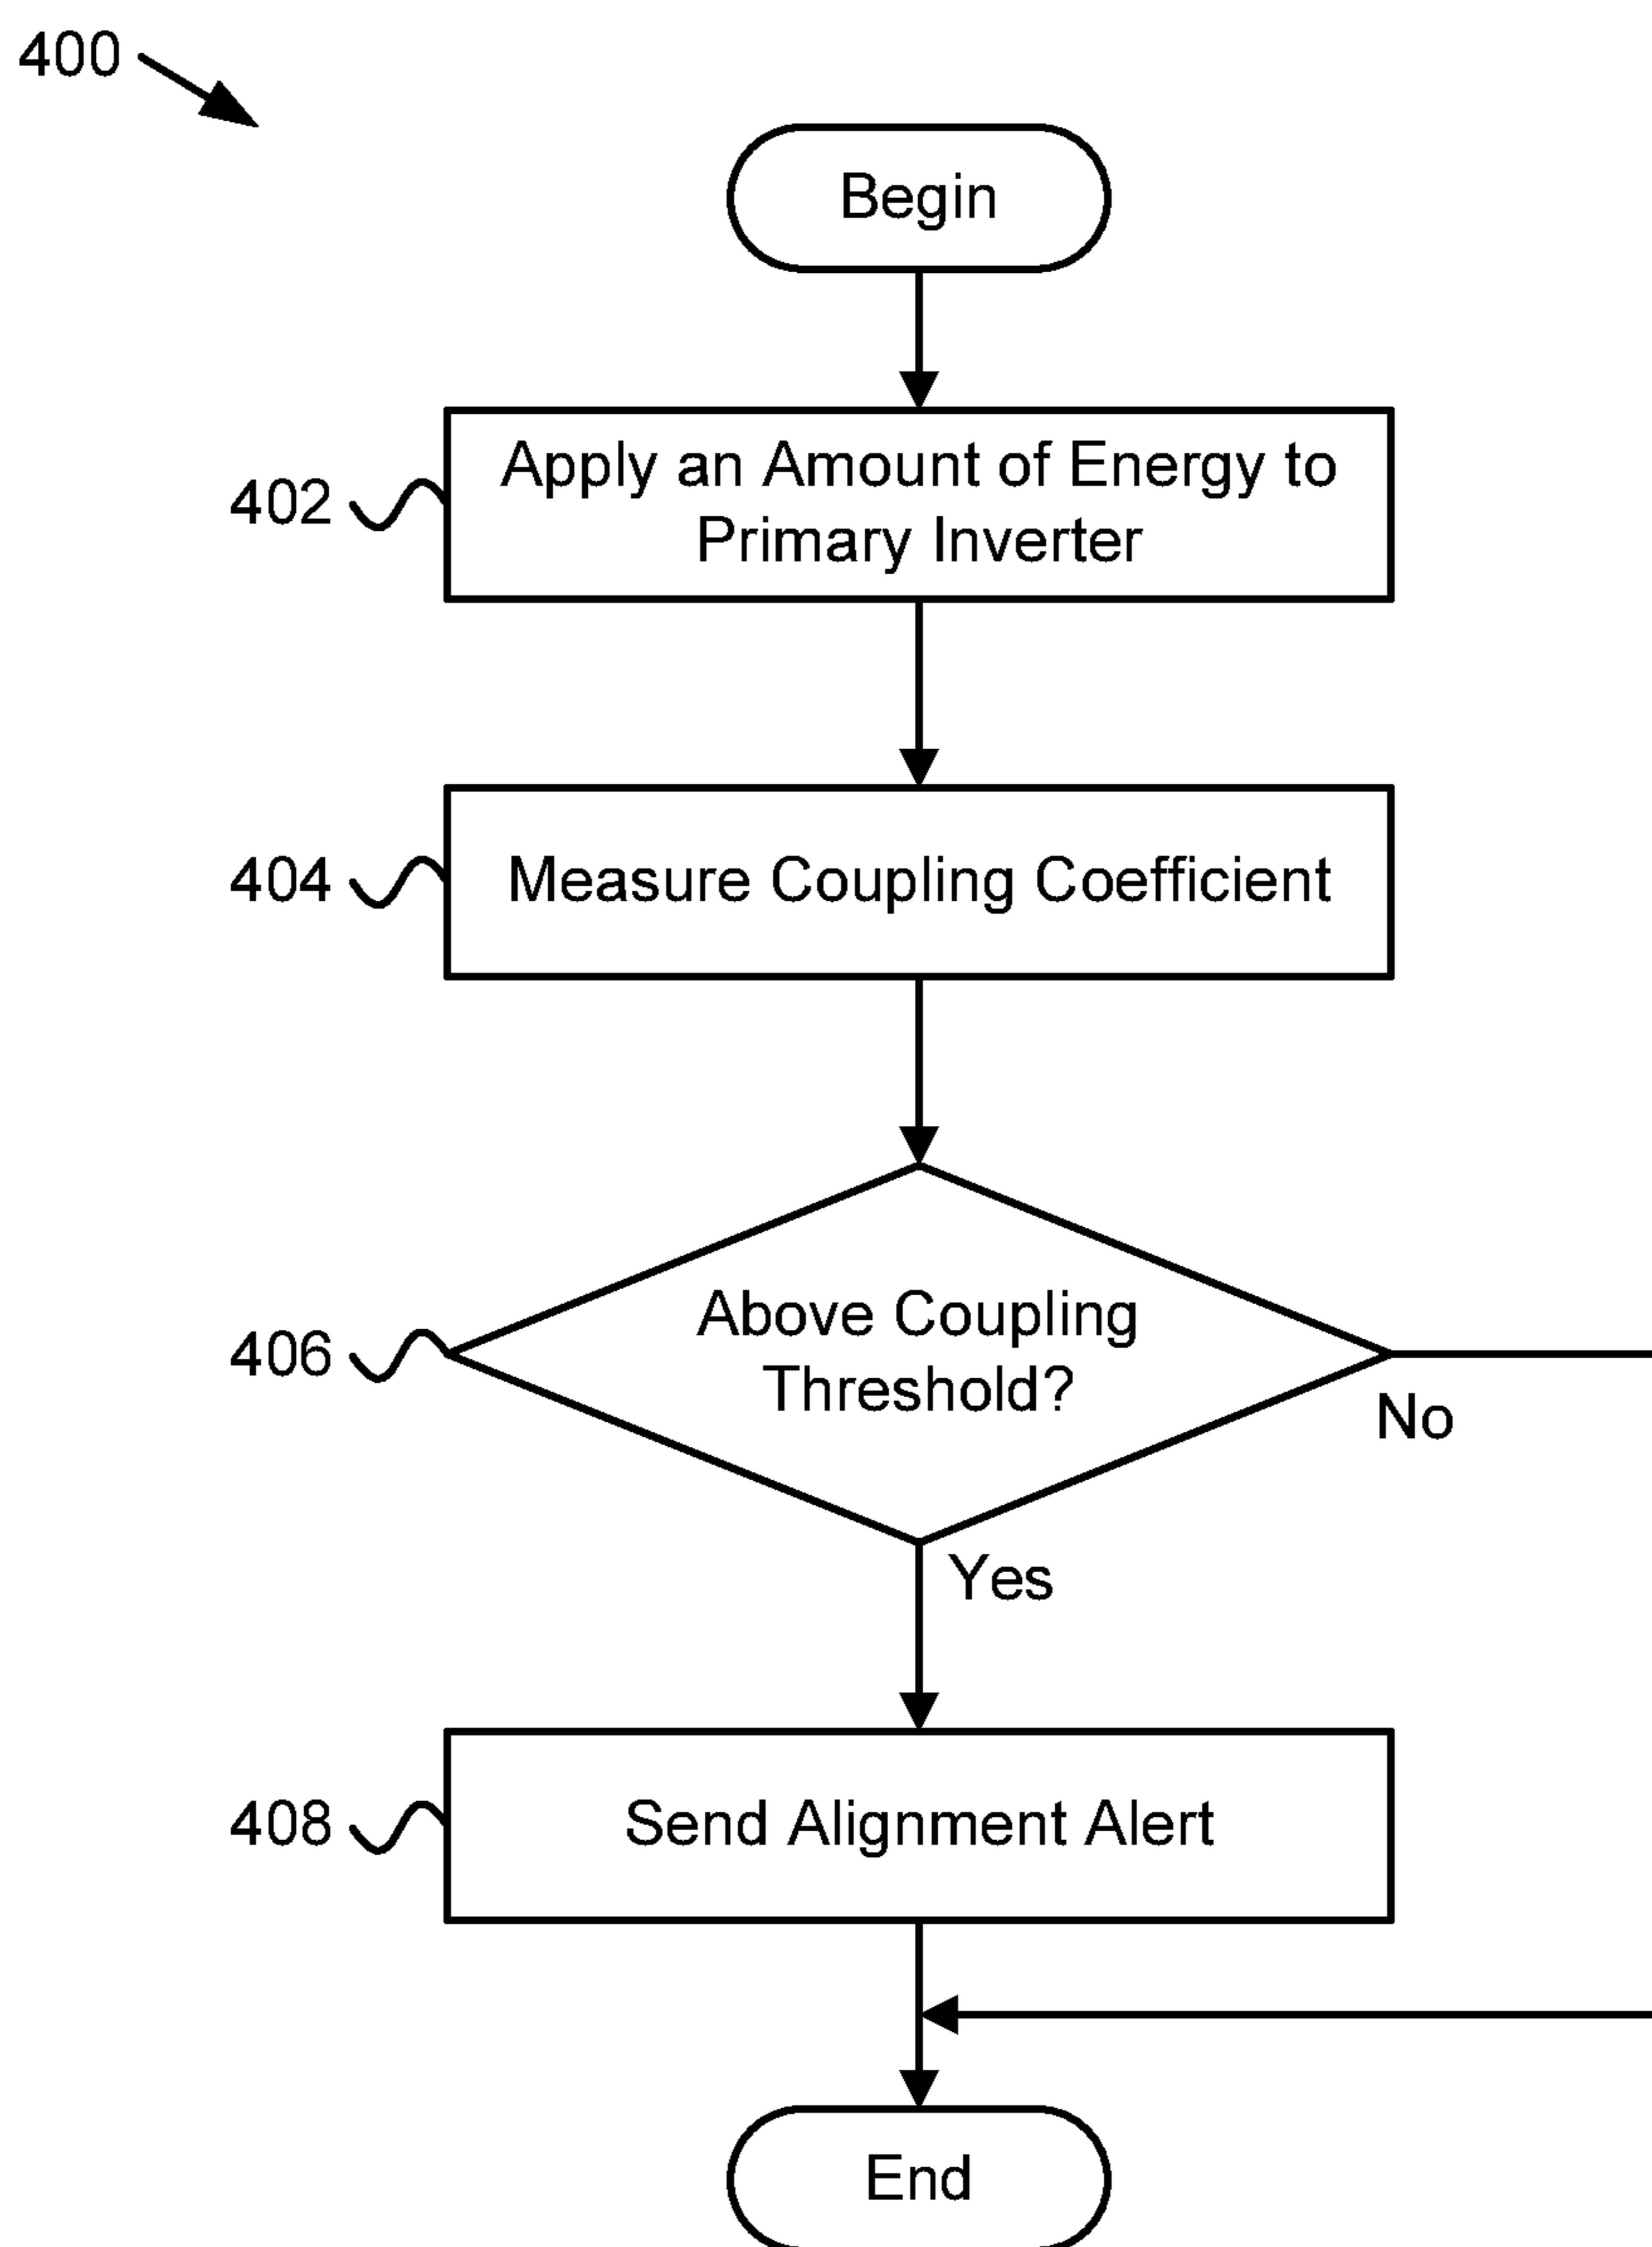 400
Begin
402
Apply an Amount of Energy to
Primary Inverter
404
Measure Coupling Coefficient
406
Above Coupling
Threshold?
No
Yes
408
Send Alignment Alert
End